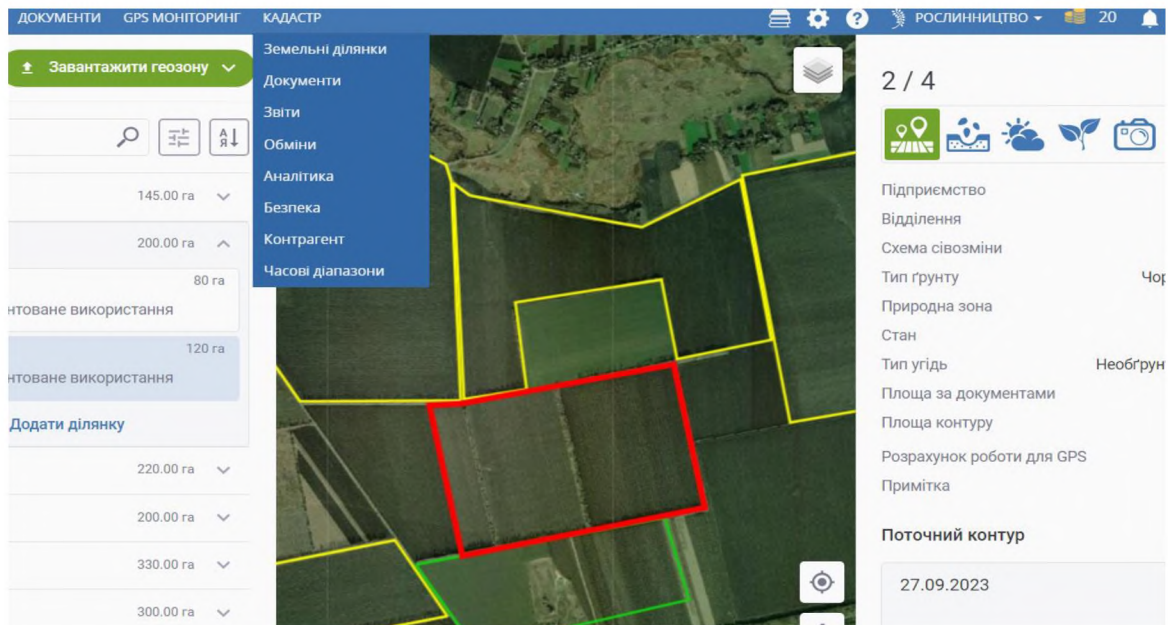 ДОКУМЕНТИ GPS МОНІТОРИНГ КАДАСТР РОСЛИННИЦТВО 20
Завантажити геозону
Земельні ділянки
Документи
Звіти
Обміни
Аналітика
Безпека
Контрагент
Часові діапазони
А
Я
145.00 га
200.00 га
80 га
нтоване використання
120 га
нтоване використання
Додати ділянку
220.00 га
200.00 га
330.00 га
300.00 га
2 / 4
Підприємство
Відділення
Схема сівозміни
Тип ґрунту Чор
Природна зона
Стан
Тип угідь Необґрун
Площа за документами
Площа контуру
Розрахунок роботи для GPS
Примітка
Поточний контур
27.09.2023